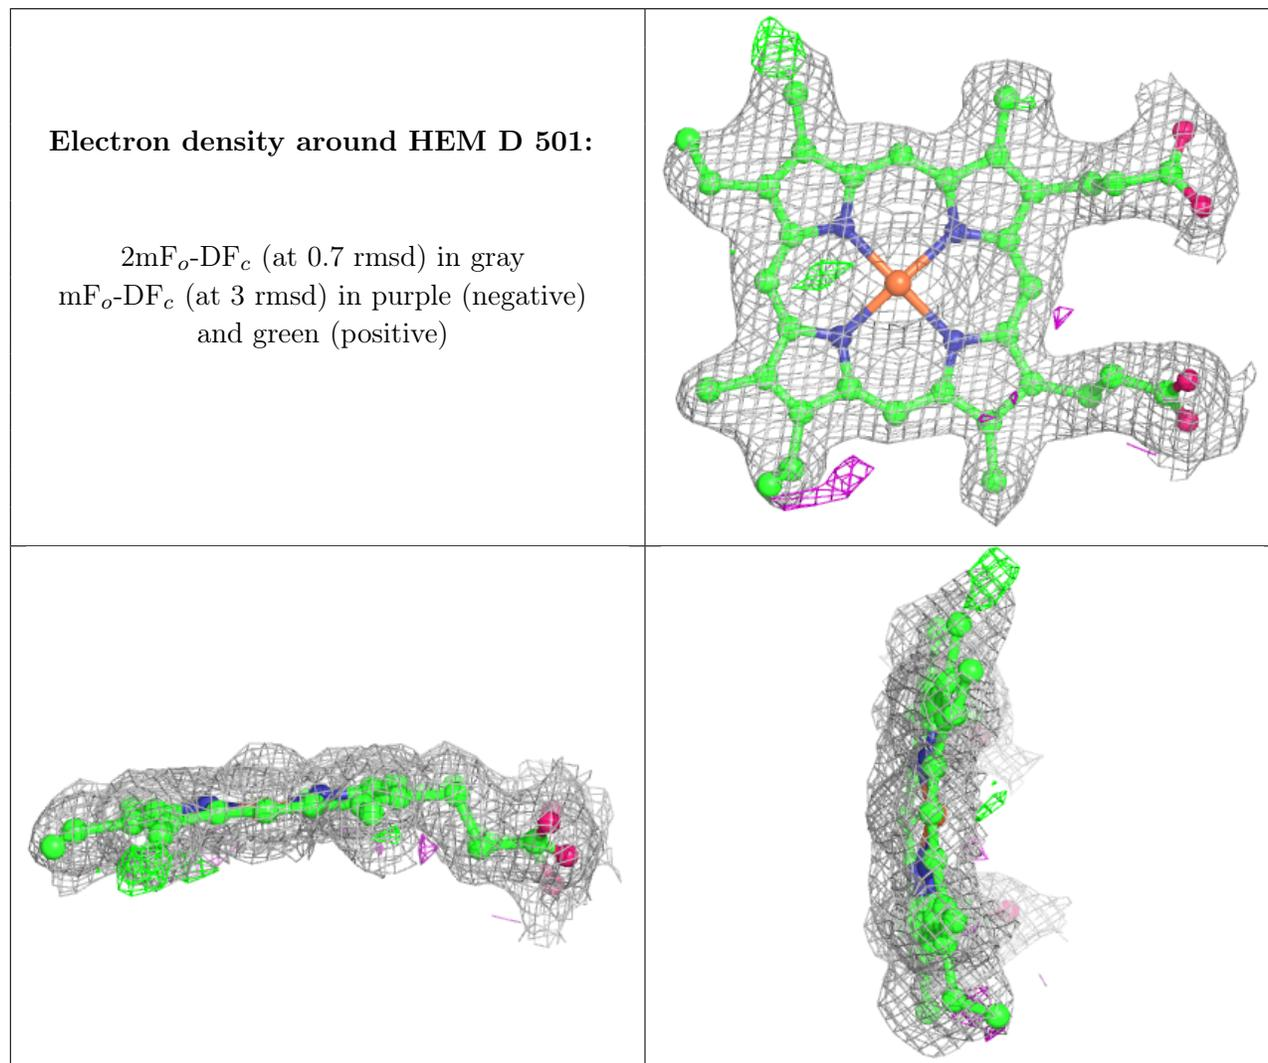 Electron density around HEM D 501:
2mFo-DFc (at 0.7 rmsd) in gray
mFo-DFc (at 3 rmsd) in purple (negative)
and green (positive)